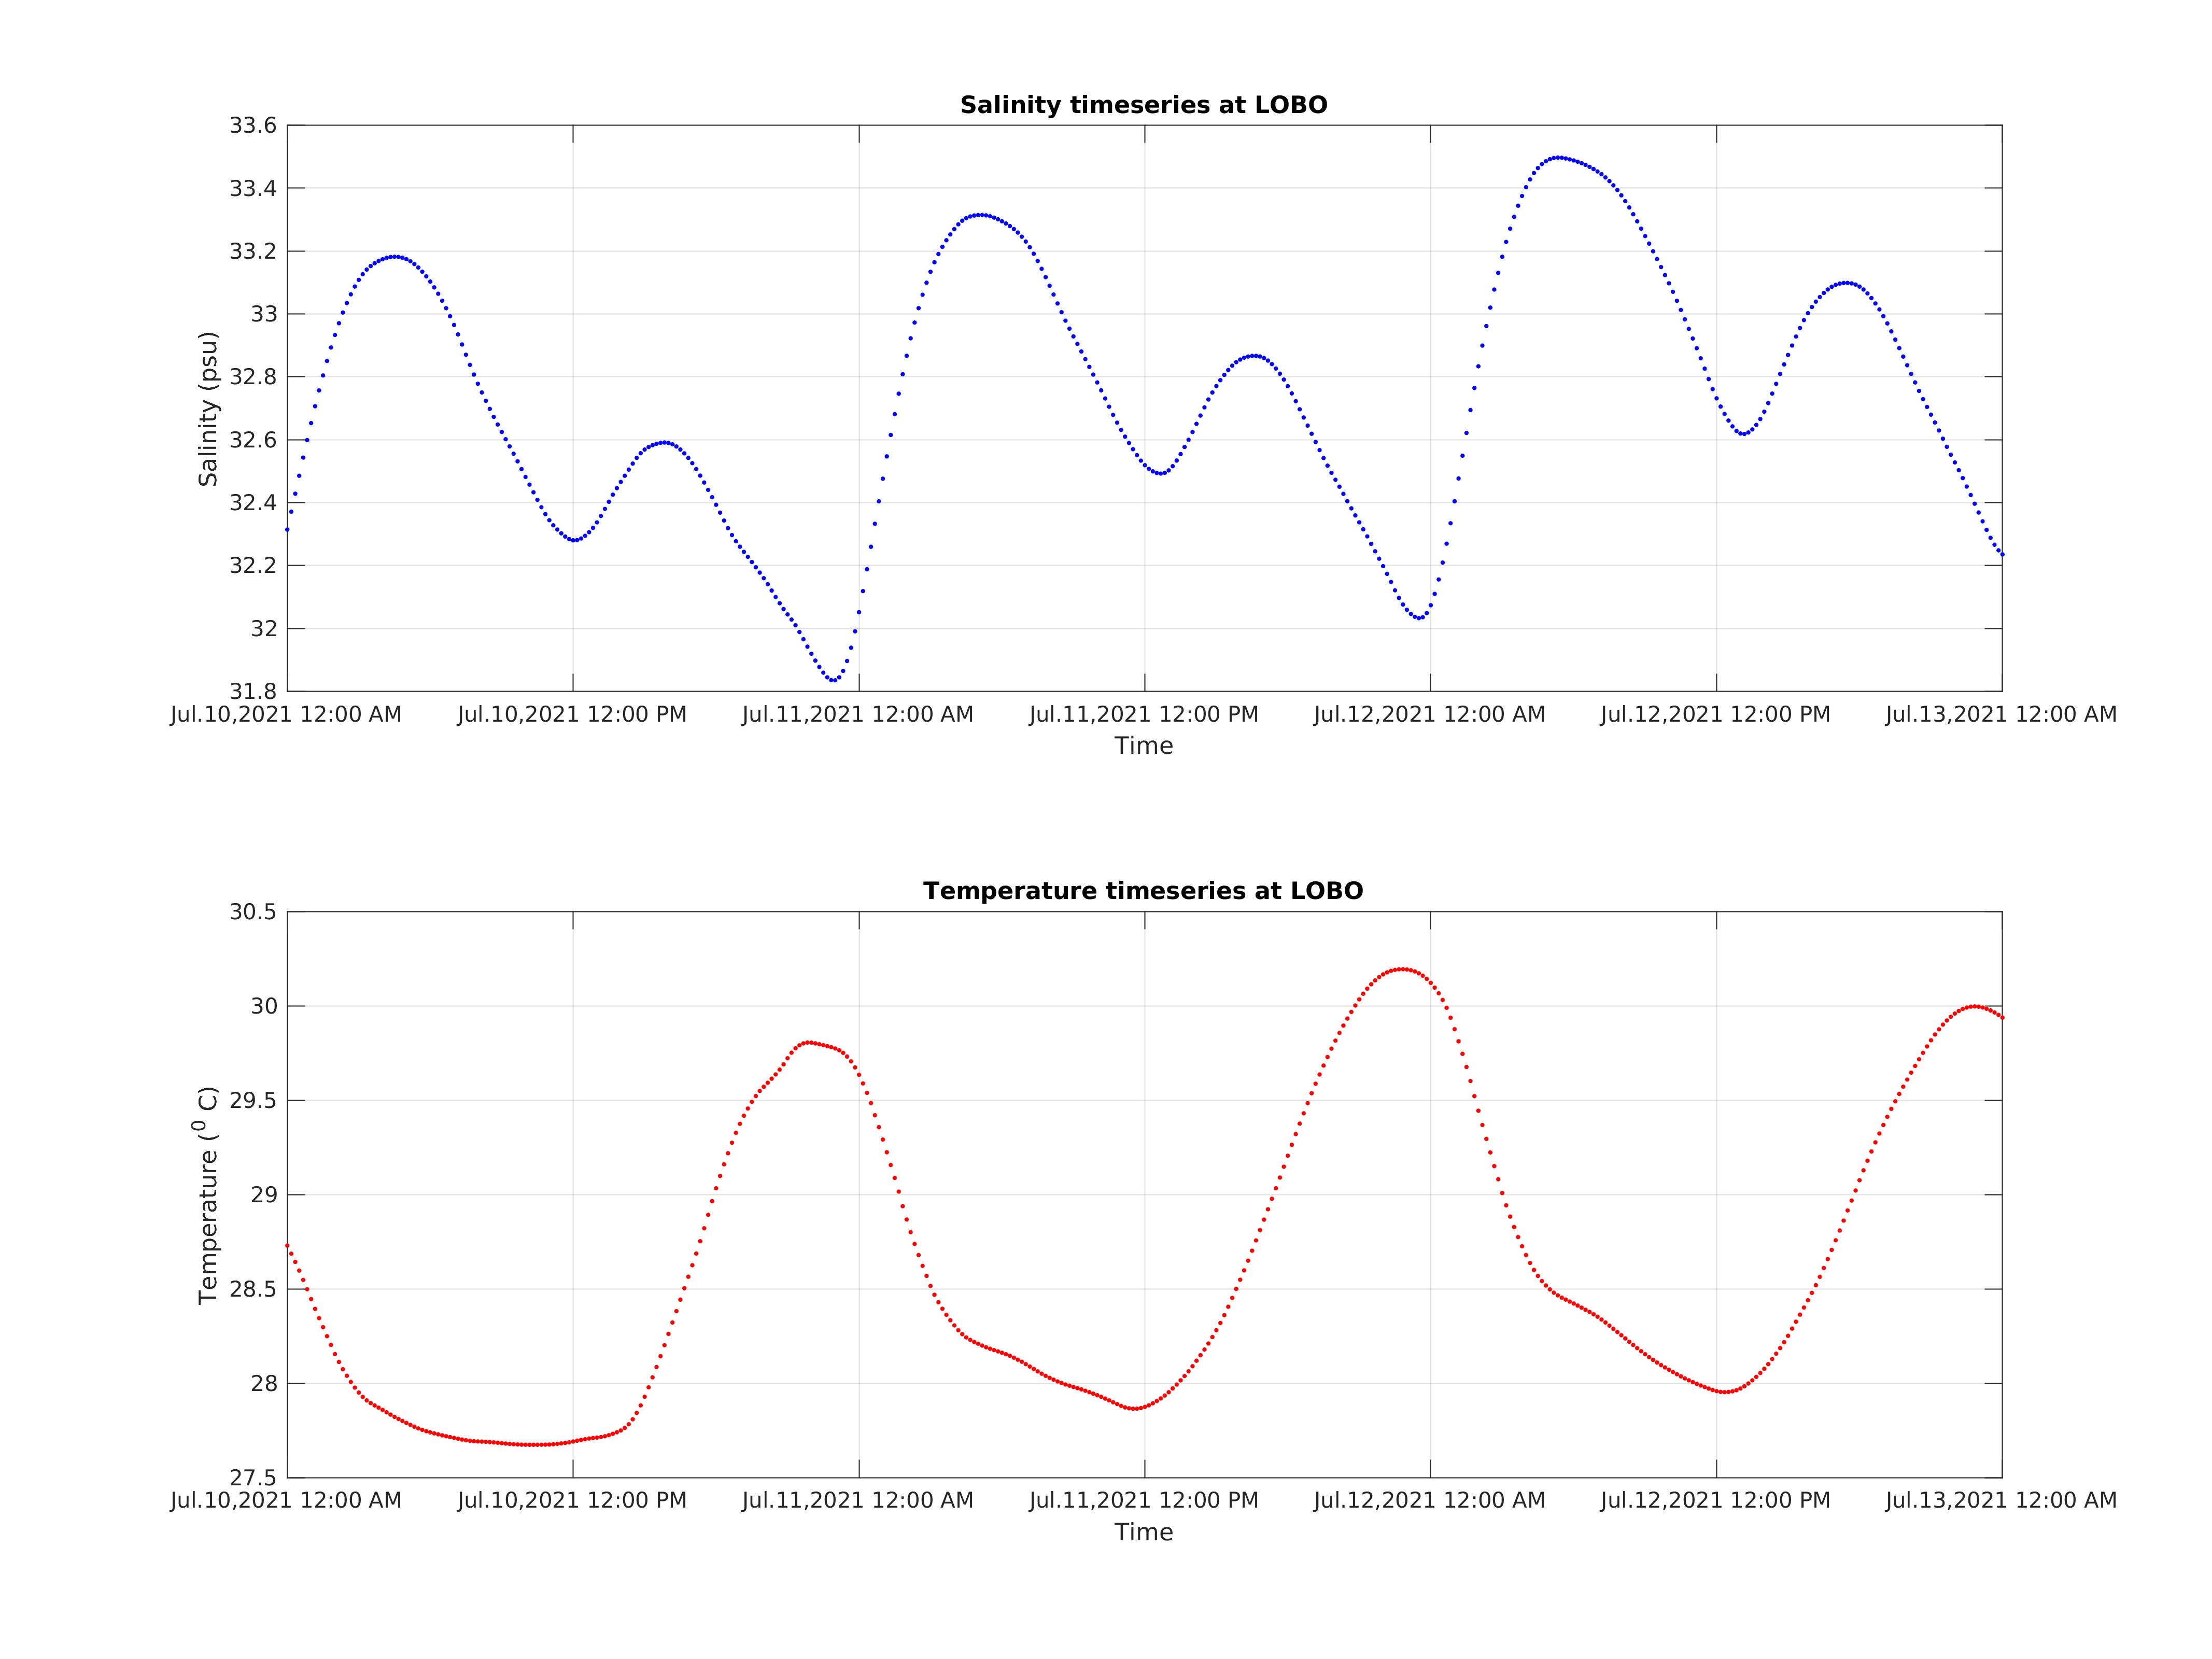 Salinity timeseries at LOBO
33.6
33.4
33.2
33
32.8
32.6
32.4
32.2
32
31.8
Salinity (psu)
Jul.10,2021 12:00 AM Jul.10,2021 12:00 PM Jul.11,2021 12:00 AM Jul.11,2021 12:00 PM Jul.12,2021 12:00 AM Jul.12,2021 12:00 PM Jul.13,2021 12:00 AM
Time
Temperature timeseries at LOBO
30.5
30
29.5
29
28.5
28
27.5
Temperature (⁰ C)
Jul.10,2021 12:00 AM Jul.10,2021 12:00 PM Jul.11,2021 12:00 AM Jul.11,2021 12:00 PM Jul.12,2021 12:00 AM Jul.12,2021 12:00 PM Jul.13,2021 12:00 AM
Time